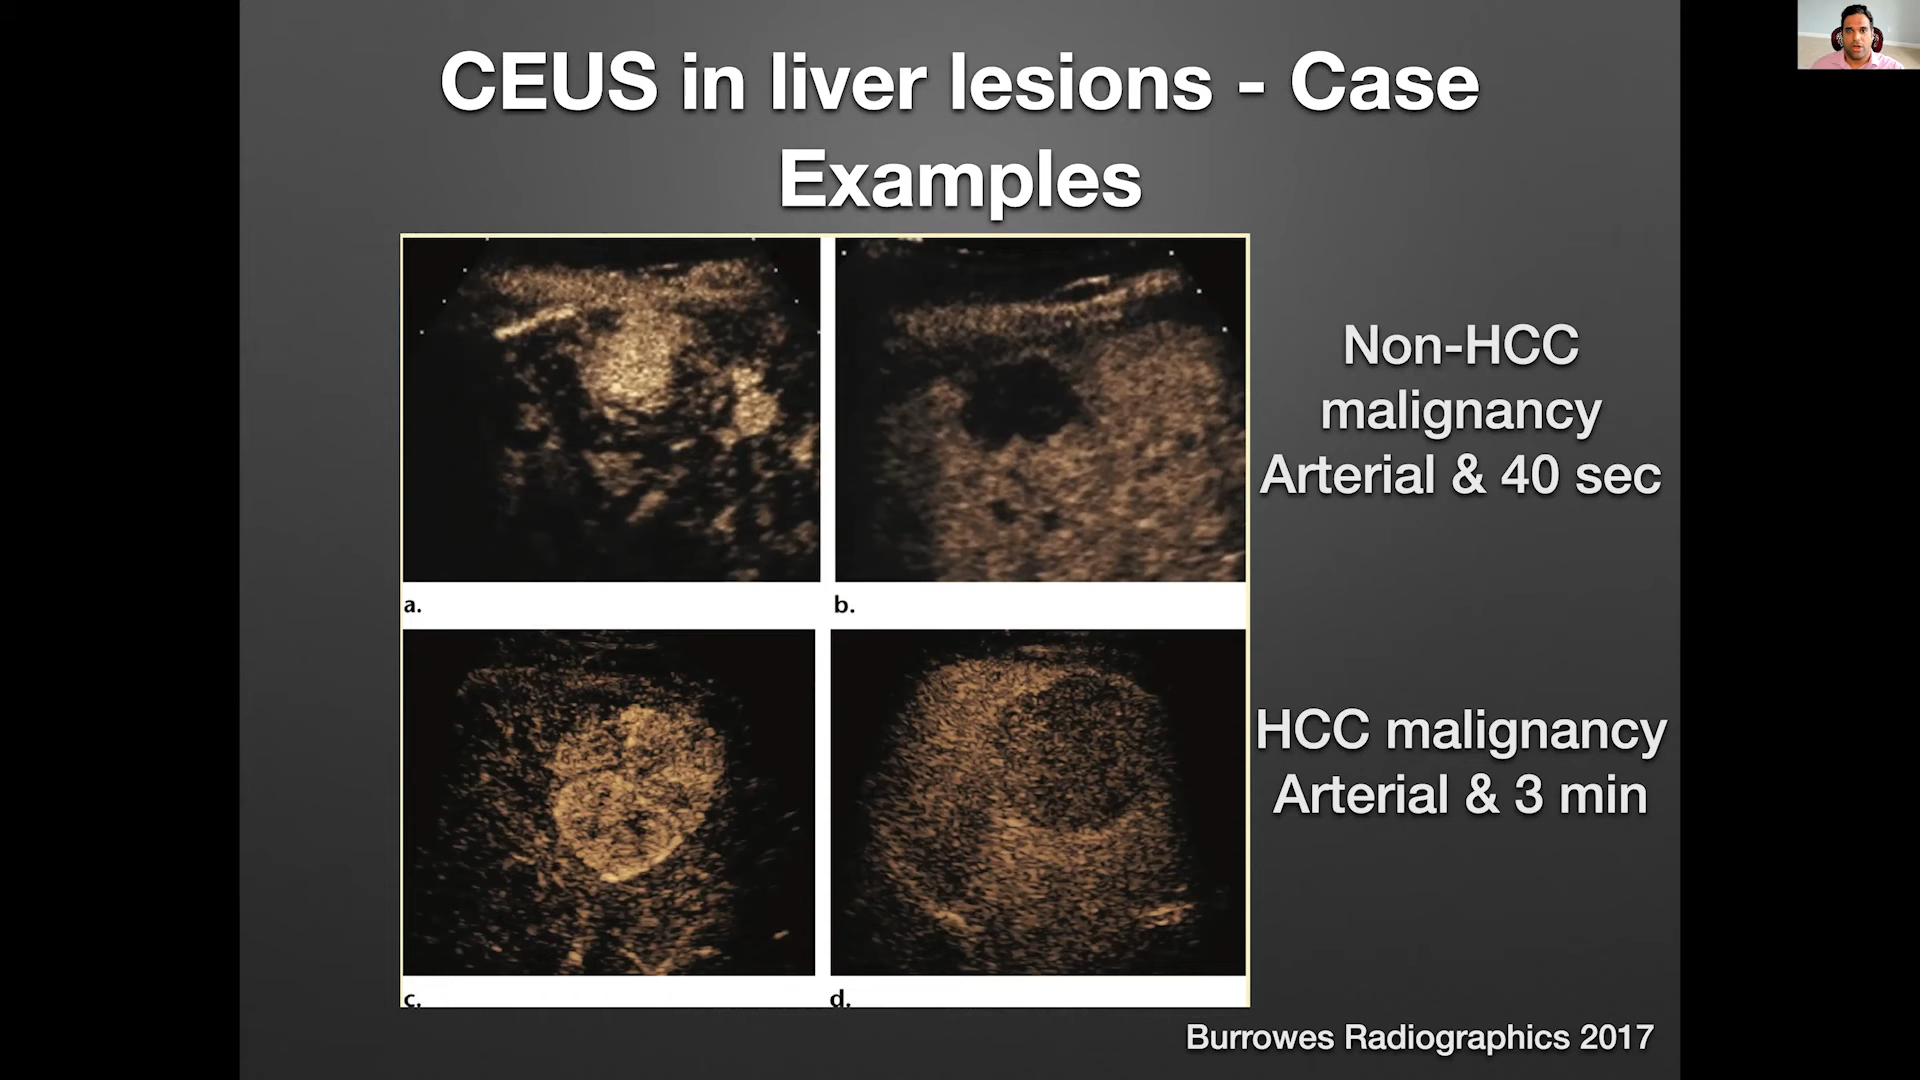 CEUS in liver lesions - Case
Examples
Non-HCC
malignancy
Arterial & 40 sec
a.
b.
HCC malignancy
Arterial & 3 min
c.
d.
Burrowes Radiographics 2017